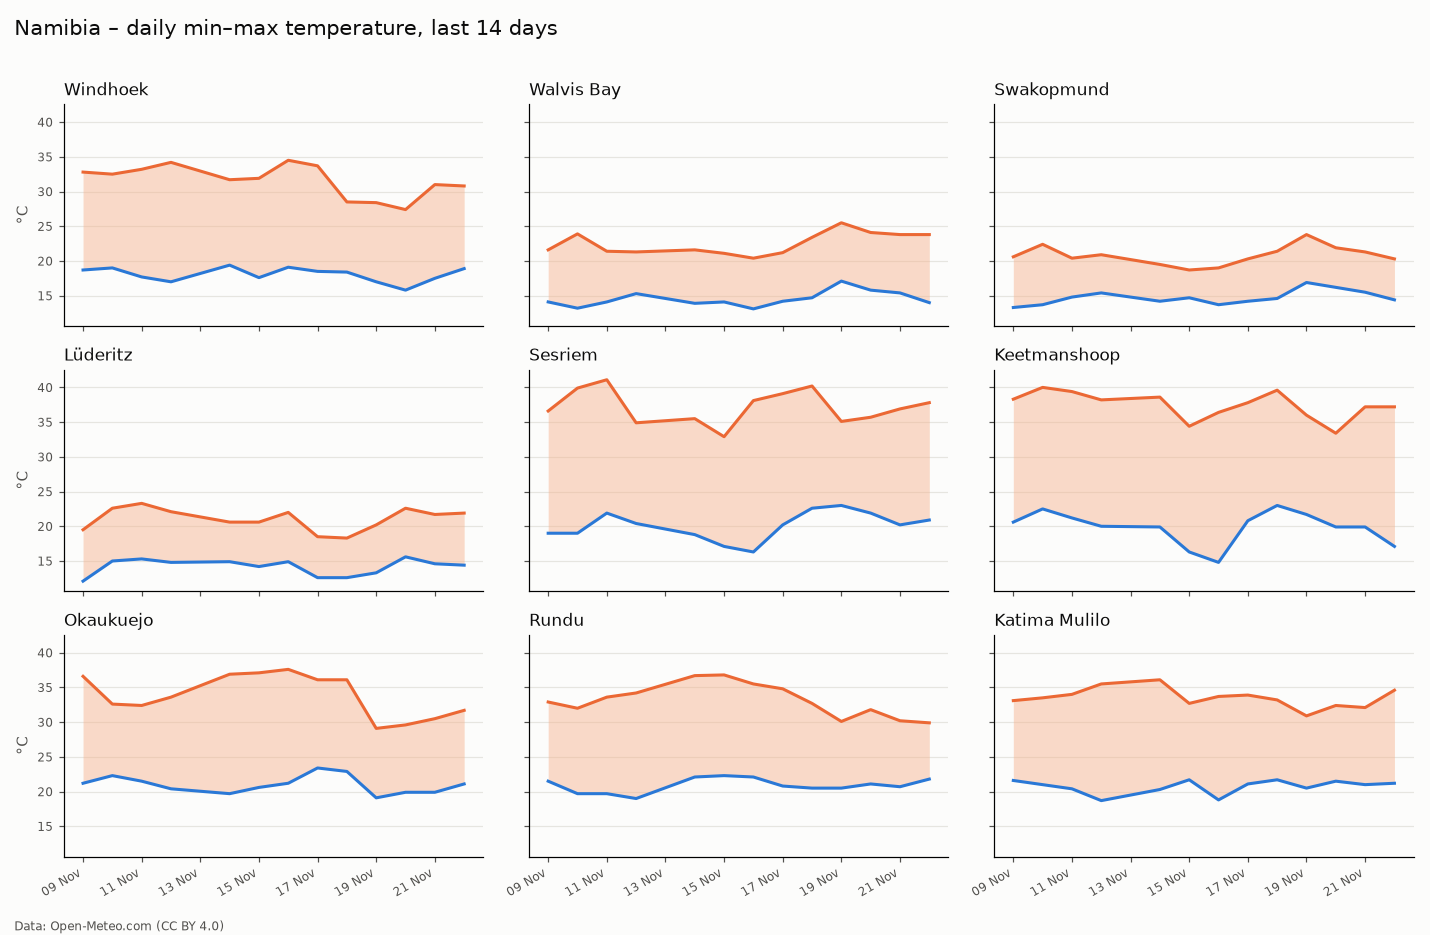 Namibia – daily min–max temperature, last 14 days
Windhoek
Walvis Bay
Swakopmund
40
35
30
25
20
15
°C
Lüderitz
Sesriem
Keetmanshoop
40
35
30
25
20
15
°C
Okaukuejo
Rundu
Katima Mulilo
40
35
30
25
20
15
°C
09 Nov
11 Nov
13 Nov
15 Nov
17 Nov
19 Nov
21 Nov
09 Nov
11 Nov
13 Nov
15 Nov
17 Nov
19 Nov
21 Nov
09 Nov
11 Nov
13 Nov
15 Nov
17 Nov
19 Nov
21 Nov
Data: Open-Meteo.com (CC BY 4.0)